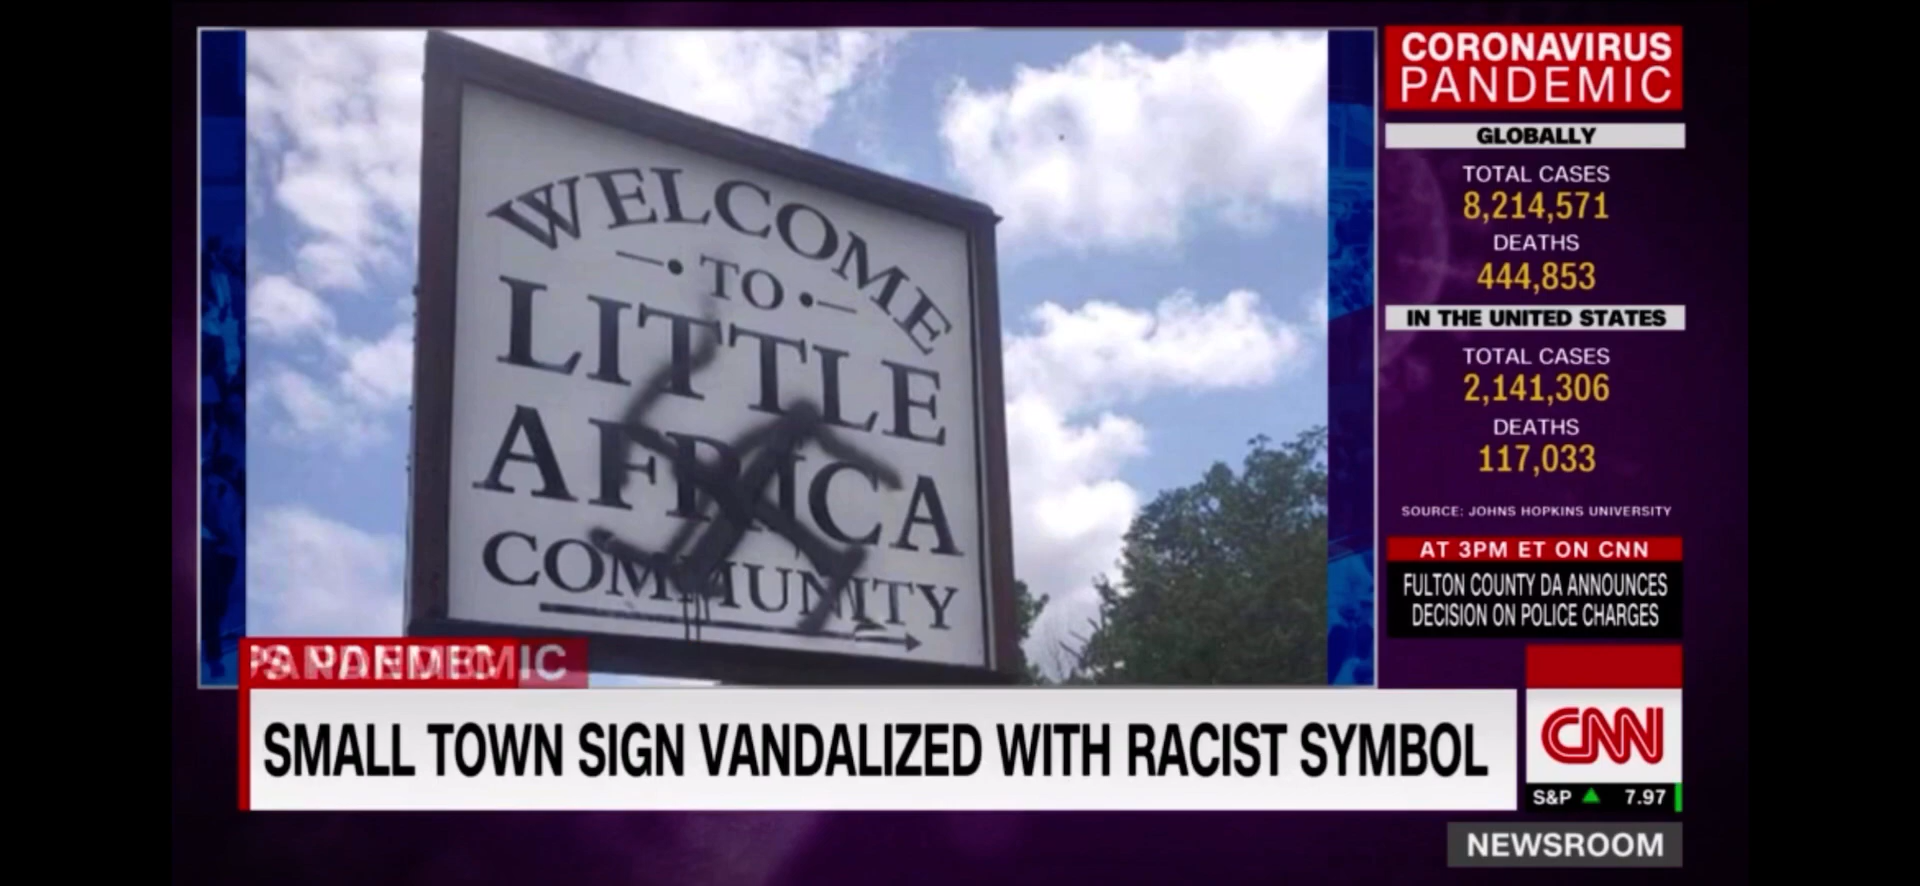 WELCOME
TO
LITTLE
AFRICA
COMMUNITY
SMALL TOWN SIGN VANDALIZED WITH RACIST SYMBOL
CORONAVIRUS
PANDEMIC
GLOBALLY
TOTAL CASES
8,214,571
DEATHS
444,853
IN THE UNITED STATES
TOTAL CASES
2,141,306
DEATHS
117,033
SOURCE: JOHNS HOPKINS UNIVERSITY
AT 3PM ET ON CNN
FULTON COUNTY DA ANNOUNCES
DECISION ON POLICE CHARGES
CNN
S&P ▲ 7.97
NEWSROOM